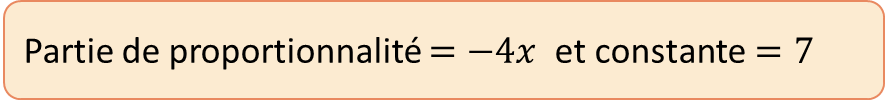 Partie de proportionnalité = −4x et constante = 7